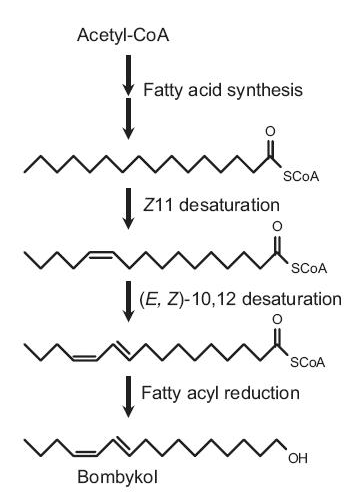 Acetyl-CoA
Fatty acid synthesis
O
SCoA
Z11 desaturation
O
SCoA
(E, Z)-10,12 desaturation
O
SCoA
Fatty acyl reduction
OH
Bombykol